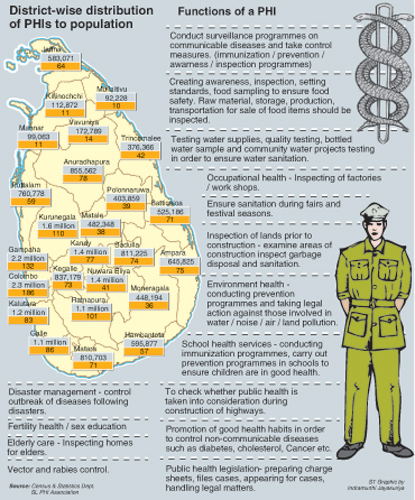 District-wise distribution
of PHIs to population
Jaffna
583,071
64
Kilinochchi
112,872
11
Mullaitivu
92,228
10
Mannar
99,063
11
Vavuniya
172,789
14
Trincomalee
376,366
42
Anuradhapura
855,562
78
Puttalam
760,778
59
Polonnaruwa
403,859
39
Batticaloa
525,186
71
Kurunegala
1.6 million
110
Matale
482,348
38
Gampaha
2.2 million
132
Kandy
1.4 million
77
Badulla
811,225
74
Ampara
645,825
75
Colombo
2.3 million
186
Kegalle
837,179
73
Nuwara Eliya
1.4 million
41
Kalutara
1.2 million
83
Ratnapura
1.1 million
101
Moneragala
448,194
36
Galle
1.1 million
86
Matara
810,703
71
Hambantota
595,877
57
Functions of a PHI
Conduct surveillance programmes on
communicable diseases and take control
measures. (immunization / prevention /
awarness / inspection programmes)
Creating awareness, inspection, setting
standards, food sampling to ensure food
safety. Raw material, storage, production,
transportation for sale of food items should be
inspected.
Testing water supplies, quality testing, bottled
water sample and community water projects testing
in order to ensure water sanitation.
Occupational health - Inspecting of factories
/ work shops.
Ensure sanitation during fairs and
festival seasons.
Inspection of lands prior to
construction - examine areas of
construction inspect garbage
disposal and sanitation.
Environment health -
conducting prevention
programmes and taking legal
action against those involved in
water / noise / air / land pollution.
School health services - conducting
immunization programmes, carry out
prevention programmes in schools to
ensure children are in good health.
Disaster management - control
outbreak of diseases following
disasters.
Fertility health / sex education
Elderly care - Inspecting homes
for elders.
Vector and rabies control.
To check whether public health is
taken into consideration during
construction of highways.
Promotion of good health habits in order
to control non-communicable diseases
such as diabetes, cholesterol, Cancer etc.
Public health legislation- preparing charge
sheets, files cases, appearing for cases,
handling legal matters.
Source: Census & Statistics Dept.
SL PHI Association
ST Graphic by
Indramunni Jayasuriya